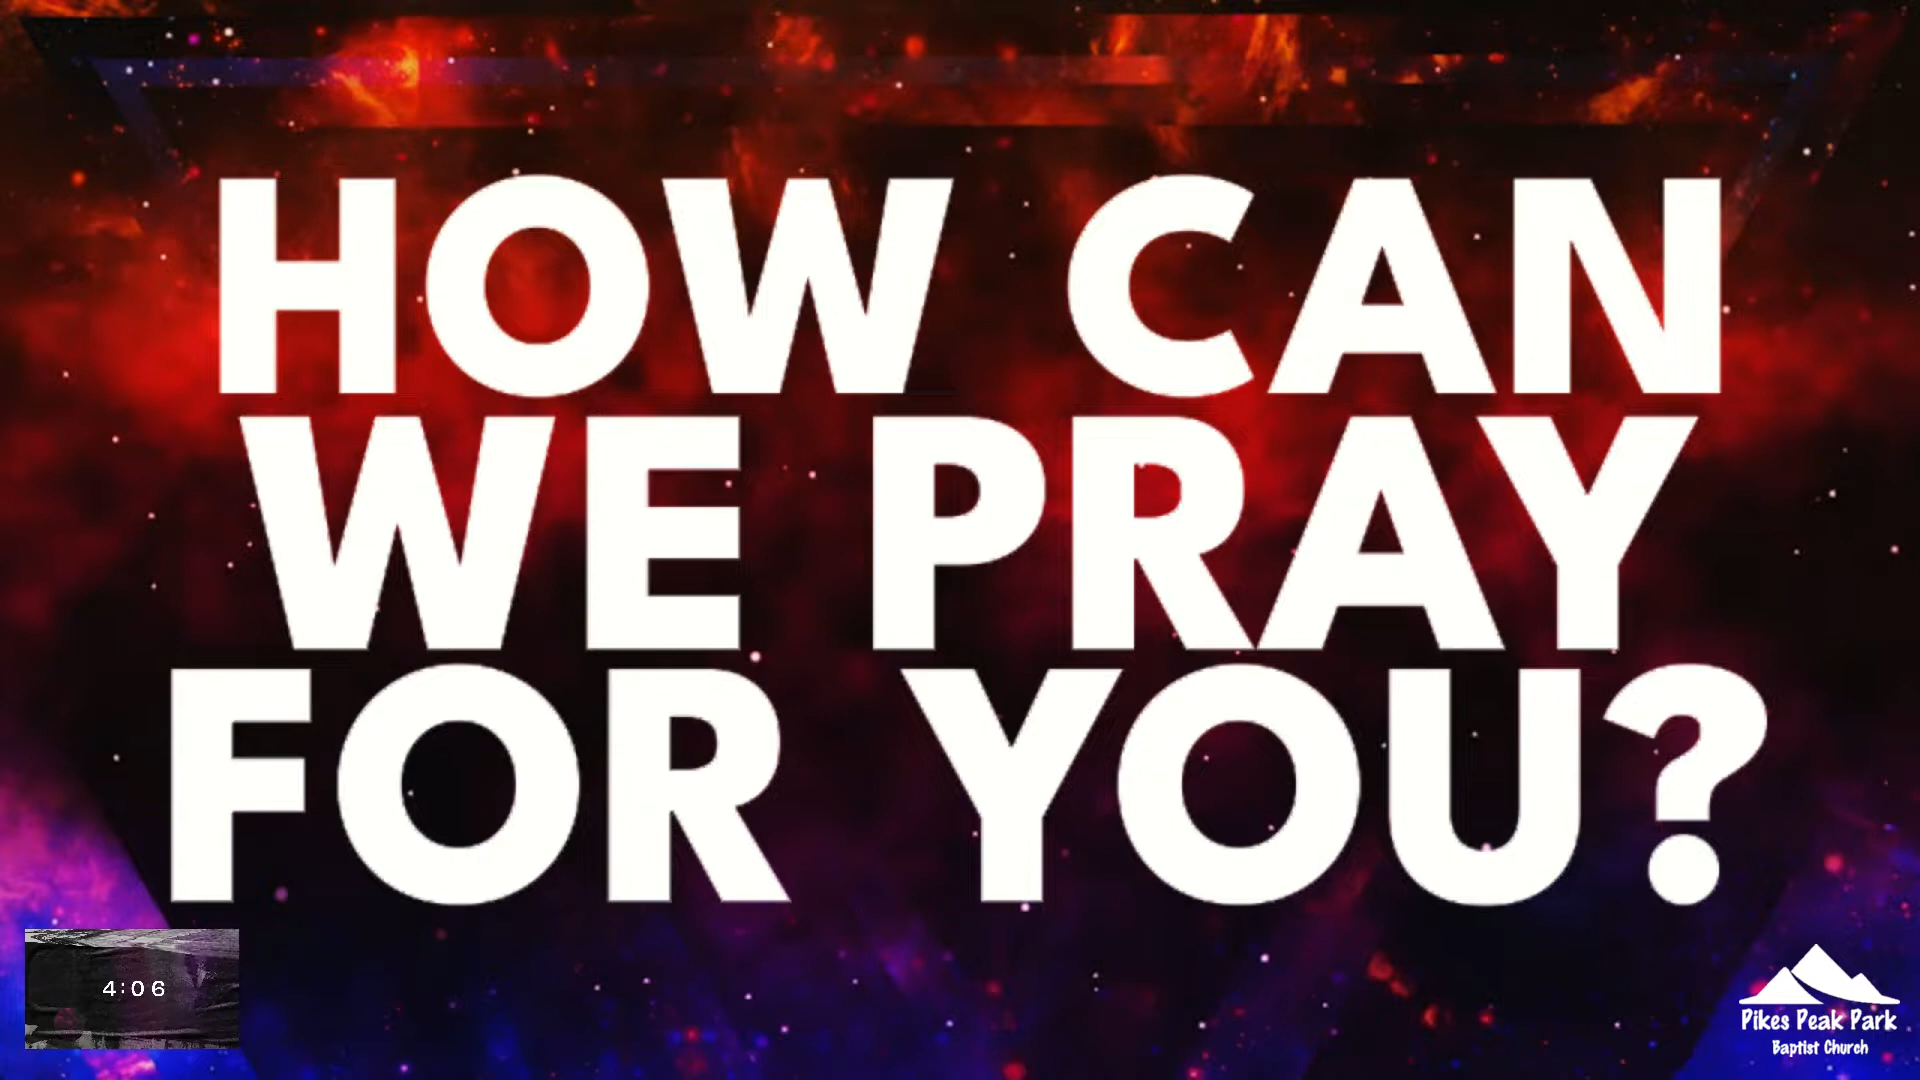 HOW CAN
WE PRAY
FOR YOU?
4:06
Pikes Peak Park
Baptist Church